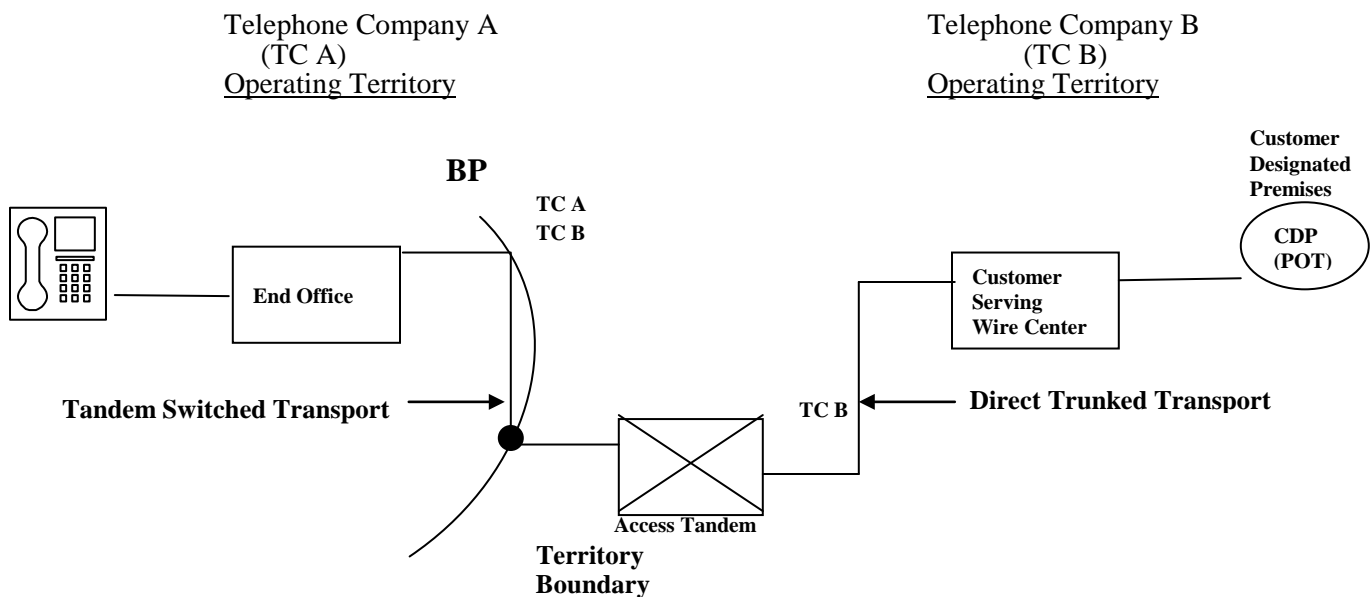 Telephone Company A
(TC A)
Operating Territory
Telephone Company B
(TC B)
Operating Territory
Customer
Designated
Premises
BP
TC A
TC B
CDP
(POT)
End Office
Customer
Serving
Wire Center
Tandem Switched Transport
TC B
Direct Trunked Transport
Access Tandem
Territory
Boundary